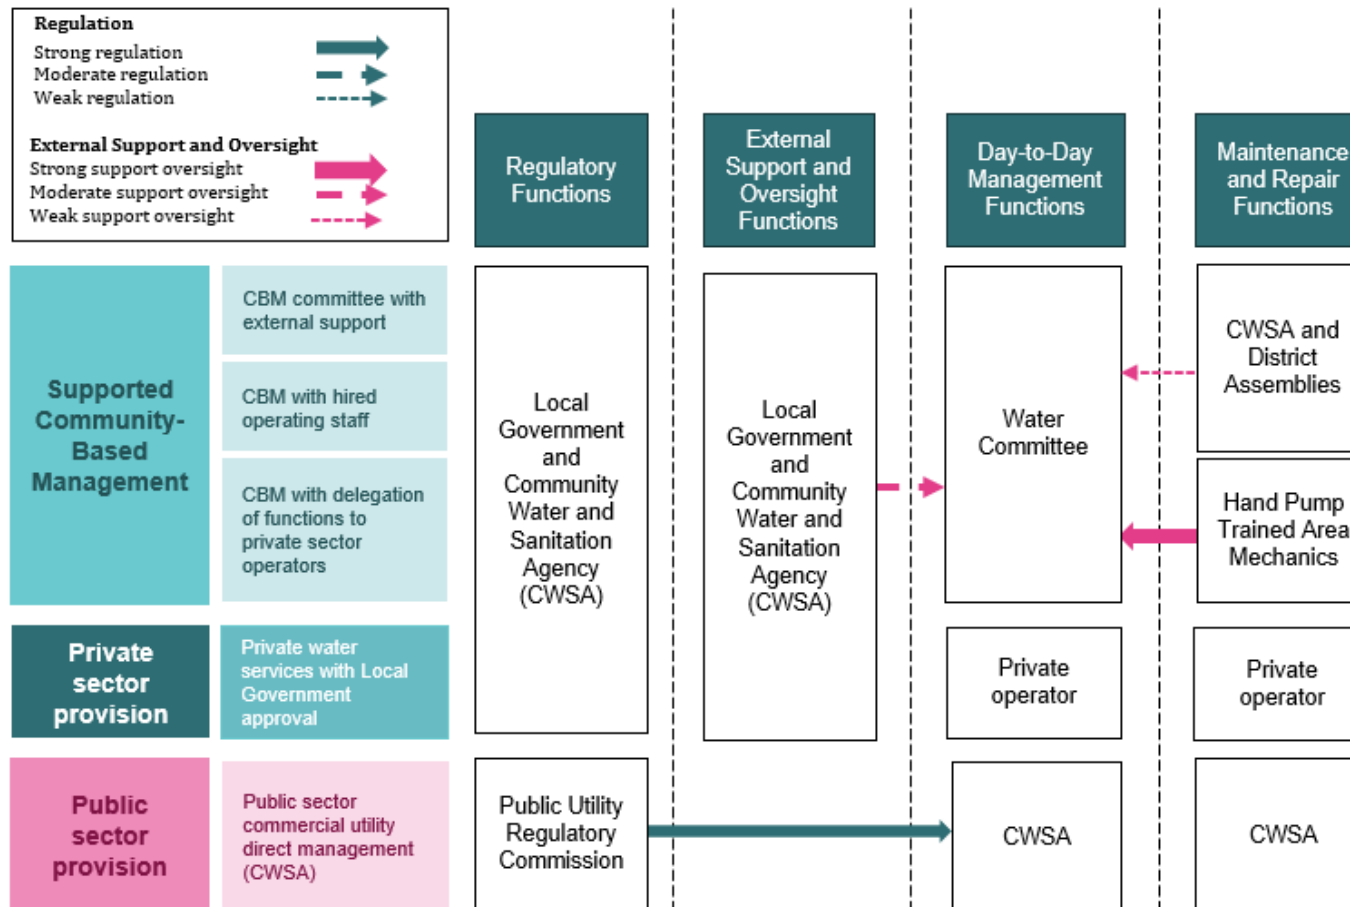 Regulation
Strong regulation
Moderate regulation
Weak regulation
External Support and Oversight
Strong support oversight
Moderate support oversight
Weak support oversight
Regulatory
Functions
External
Support and
Oversight
Functions
Day-to-Day
Management
Functions
Maintenance
and Repair
Functions
Supported
Community-
Based
Management
CBM committee with
external support
CBM with hired
operating staff
CBM with delegation
of functions to
private sector
operators
Local
Government
and
Community
Water and
Sanitation
Agency
(CWSA)
Local
Government
and
Community
Water and
Sanitation
Agency
(CWSA)
Water
Committee
CWSA and
District
Assemblies
Hand Pump
Trained Area
Mechanics
Private
sector
provision
Private water
services with Local
Government
approval
Private
operator
Private
operator
Public
sector
provision
Public sector
commercial utility
direct management
(CWSA)
Public Utility
Regulatory
Commission
CWSA
CWSA